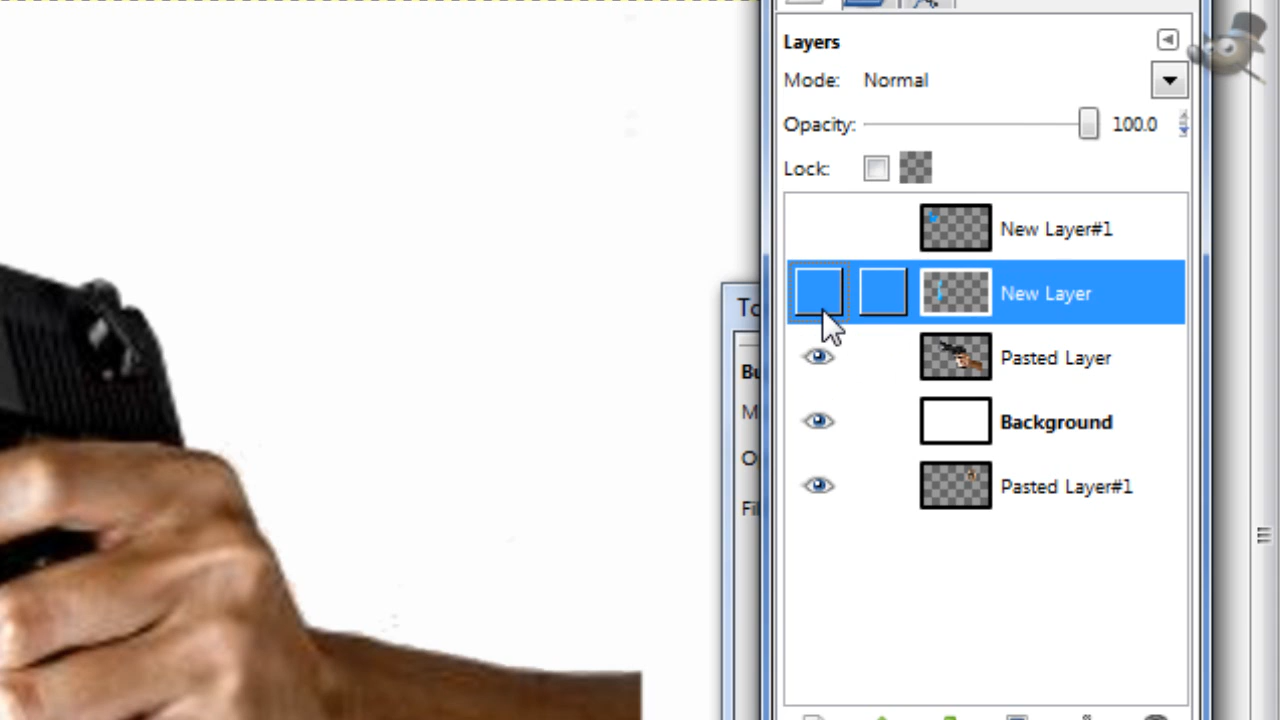 Layers
Mode: Normal
Opacity: 100.0
Lock:
New Layer#1
New Layer
Pasted Layer
Background
Pasted Layer#1